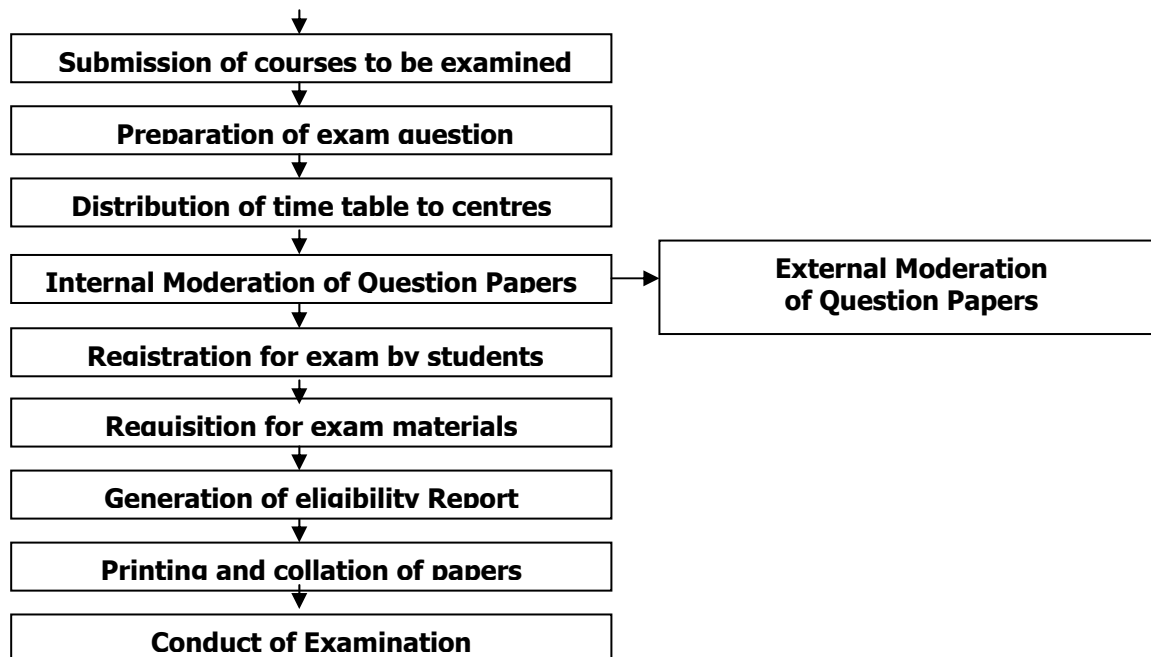 Submission of courses to be examined
Preparation of exam question
Distribution of time table to centres
Internal Moderation of Question Papers
External Moderation
of Question Papers
Registration for exam by students
Requisition for exam materials
Generation of eligibility Report
Printing and collation of papers
Conduct of Examination